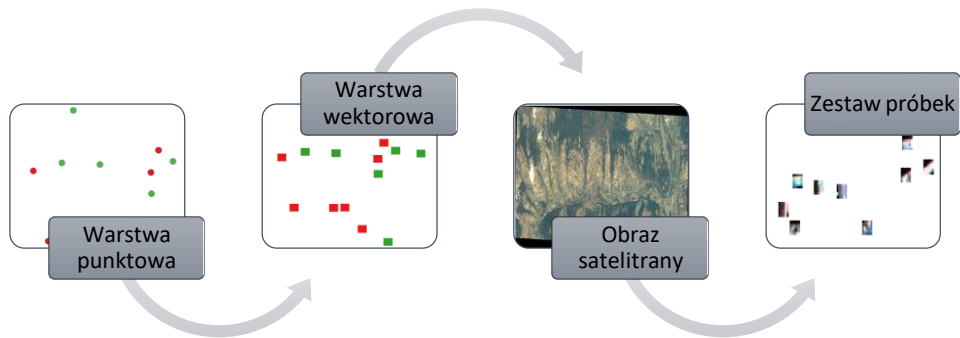 Warstwa
punktowa
Warstwa
wektorowa
Obraz
satelitrany
Zestaw próbek